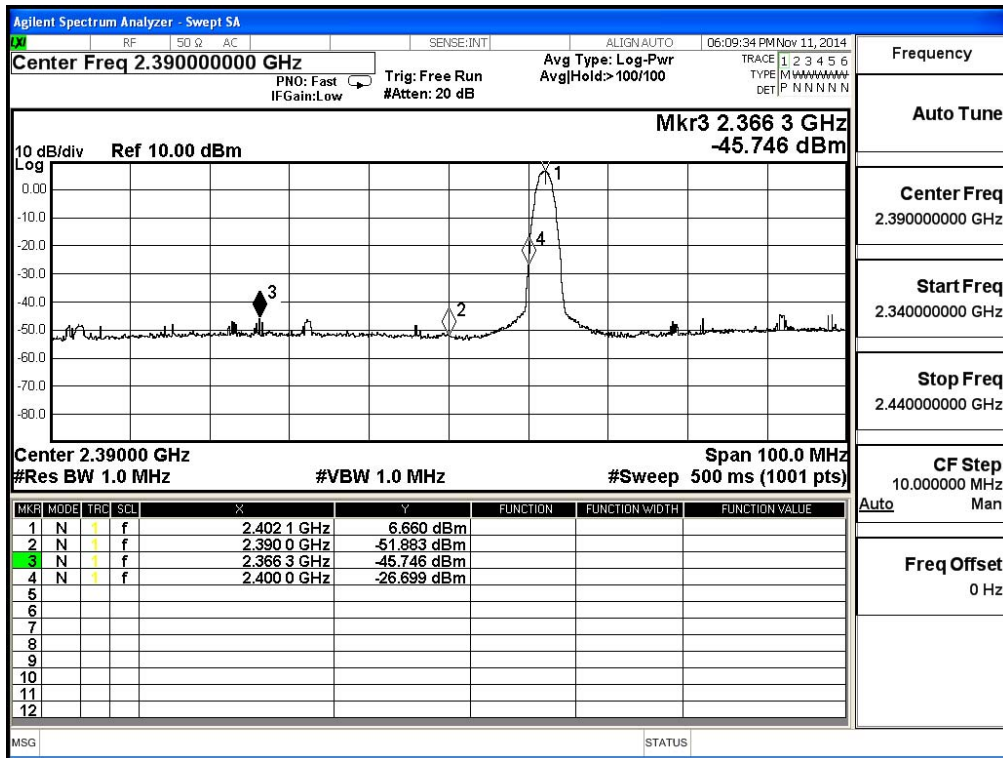 Agilent Spectrum Analyzer - Swept SA
LXI RF 50 Ω AC SENSE:INT ALIGN AUTO 06:09:34 PM Nov 11, 2014
Center Freq 2.390000000 GHz
PNO: Fast
IFGain:Low
Trig: Free Run
#Atten: 20 dB
Avg Type: Log-Pwr
Avg|Hold:>100/100
TRACE 1 2 3 4 5 6
TYPE M
DET P N N N N N
Mkr3 2.366 3 GHz
-45.746 dBm
10 dB/div Ref 10.00 dBm
Log
0.00
-10.0
-20.0
-30.0
-40.0
-50.0
-60.0
-70.0
-80.0
1
4
3
2
Center 2.39000 GHz Span 100.0 MHz
#Res BW 1.0 MHz #VBW 1.0 MHz #Sweep 500 ms (1001 pts)
MKR MODE TRC SCL X Y FUNCTION FUNCTION WIDTH FUNCTION VALUE
1 N 1 f 2.402 1 GHz 6.660 dBm
2 N 1 f 2.390 0 GHz -51.883 dBm
3 N 1 f 2.366 3 GHz -45.746 dBm
4 N 1 f 2.400 0 GHz -26.699 dBm
5
6
7
8
9
10
11
12
MSG STATUS
Frequency
Auto Tune
Center Freq
2.390000000 GHz
Start Freq
2.340000000 GHz
Stop Freq
2.440000000 GHz
CF Step
10.000000 MHz
Auto Man
Freq Offset
0 Hz